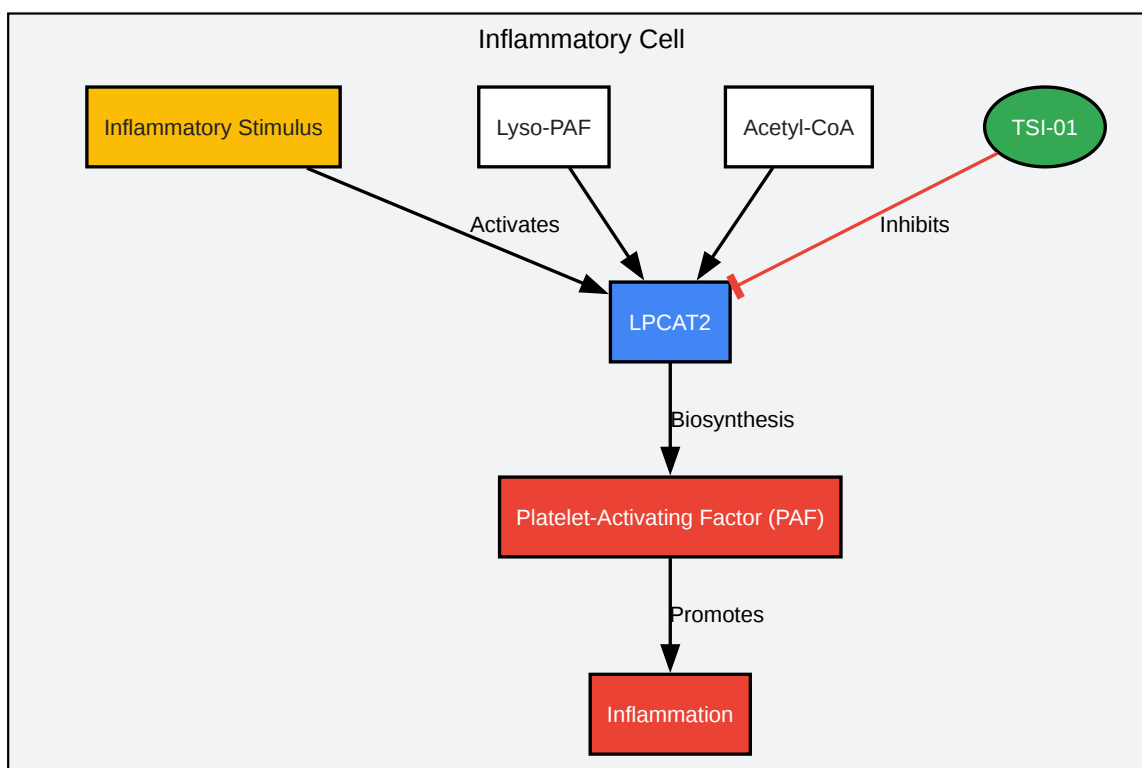 Inflammatory Cell
Inflammatory Stimulus
Lyso-PAF
Acetyl-CoA
TSI-01
Activates
Inhibits
LPCAT2
Biosynthesis
Platelet-Activating Factor (PAF)
Promotes
Inflammation